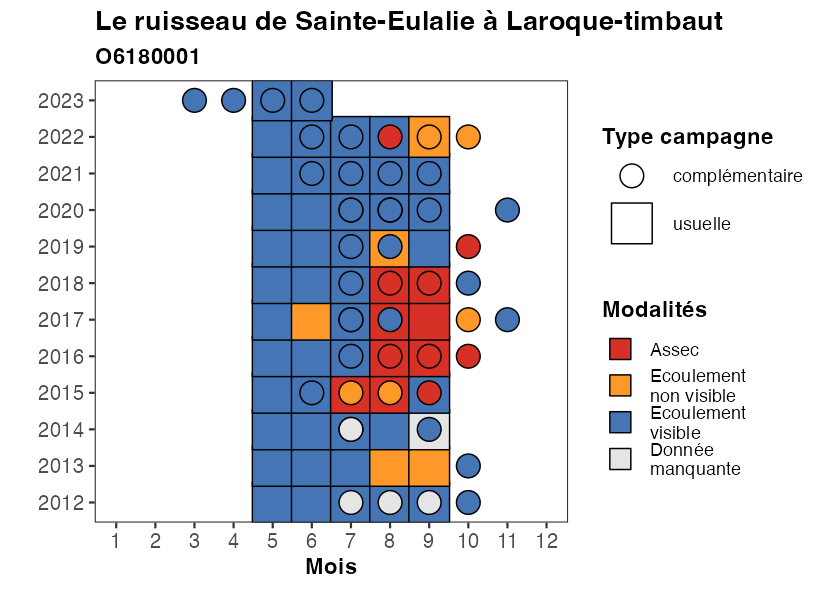 Le ruisseau de Sainte-Eulalie à Laroque-timbaut
O6180001
2023
2022
2021
2020
2019
2018
2017
2016
2015
2014
2013
2012
1 2 3 4 5 6 7 8 9 10 11 12
Mois
Type campagne
complémentaire
usuelle
Modalités
Assec
Ecoulement
non visible
Ecoulement
visible
Donnée
manquante